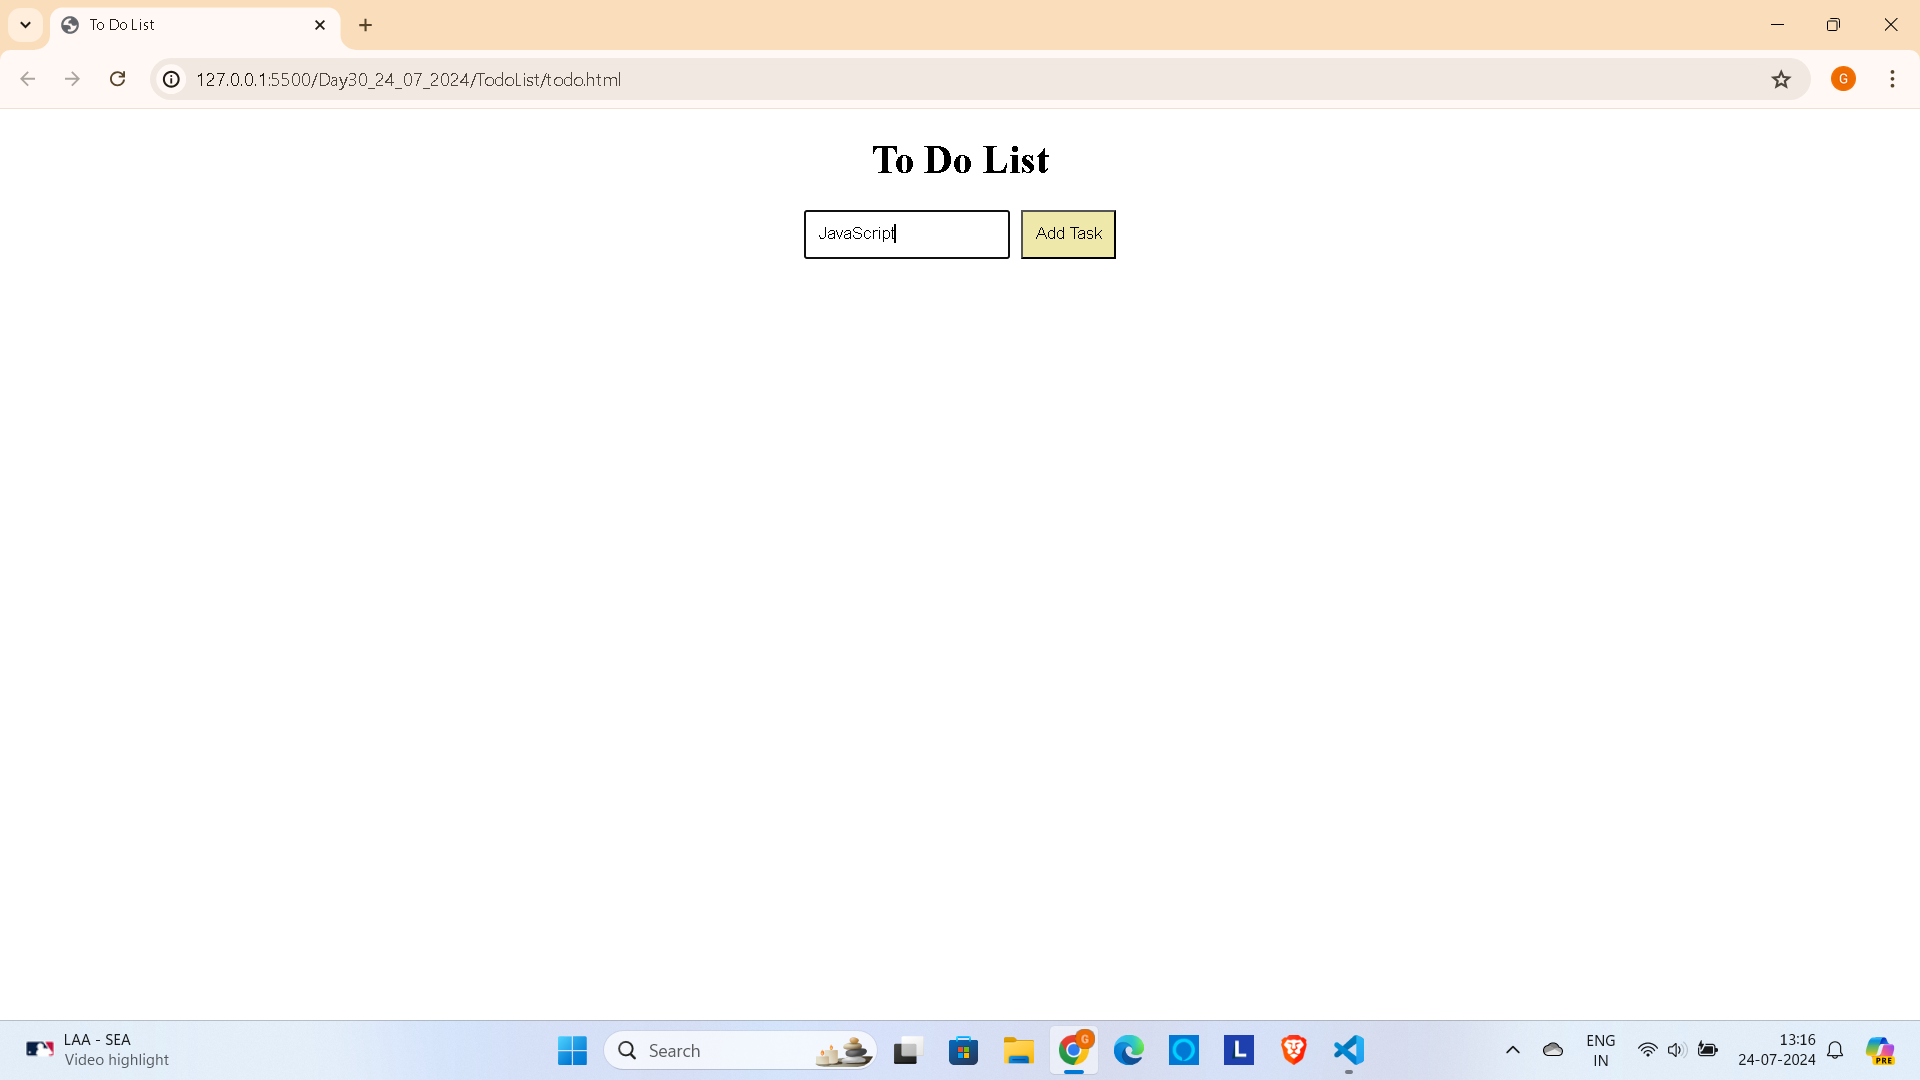 To Do List
127.0.0.1:5500/Day30_24_07_2024/TodoList/todo.html
G
To Do List
JavaScript
Add Task
LAA - SEA
Video highlight
Search
G
L
ENG
IN
13:16
24-07-2024
PRE